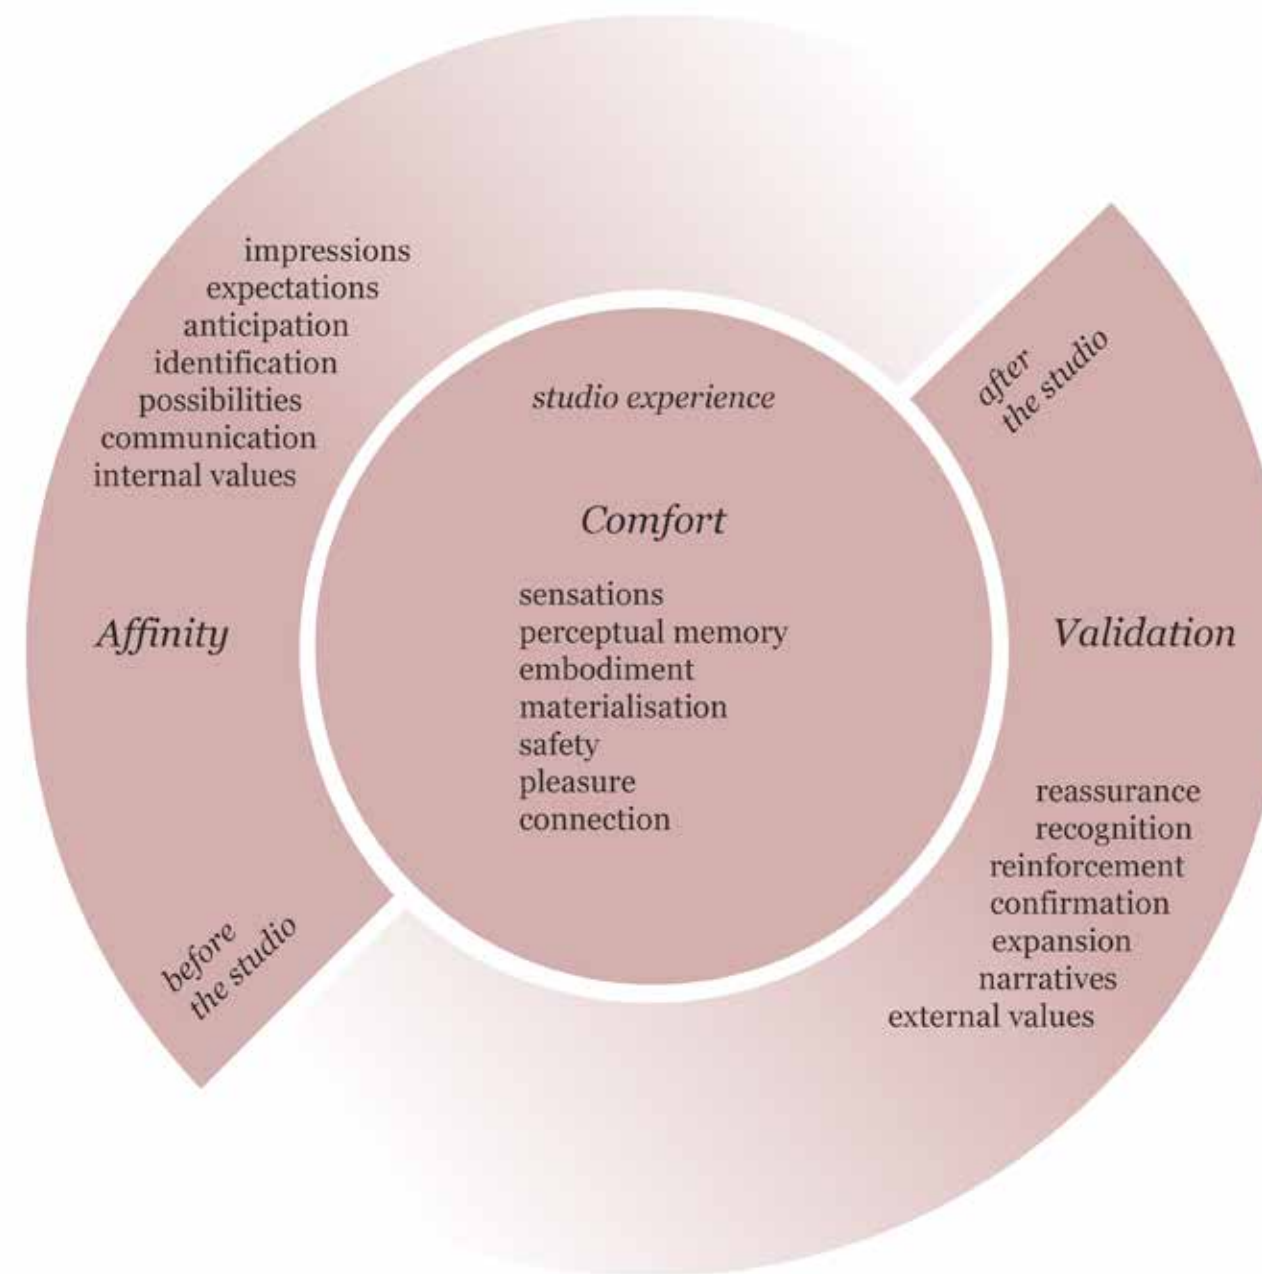 impressions
expectations
anticipation
identification
possibilities
communication
internal values
Affinity
before
the studio
studio experience
Comfort
sensations
perceptual memory
embodiment
materialisation
safety
pleasure
connection
after
the studio
Validation
reassurance
recognition
reinforcement
confirmation
expansion
narratives
external values